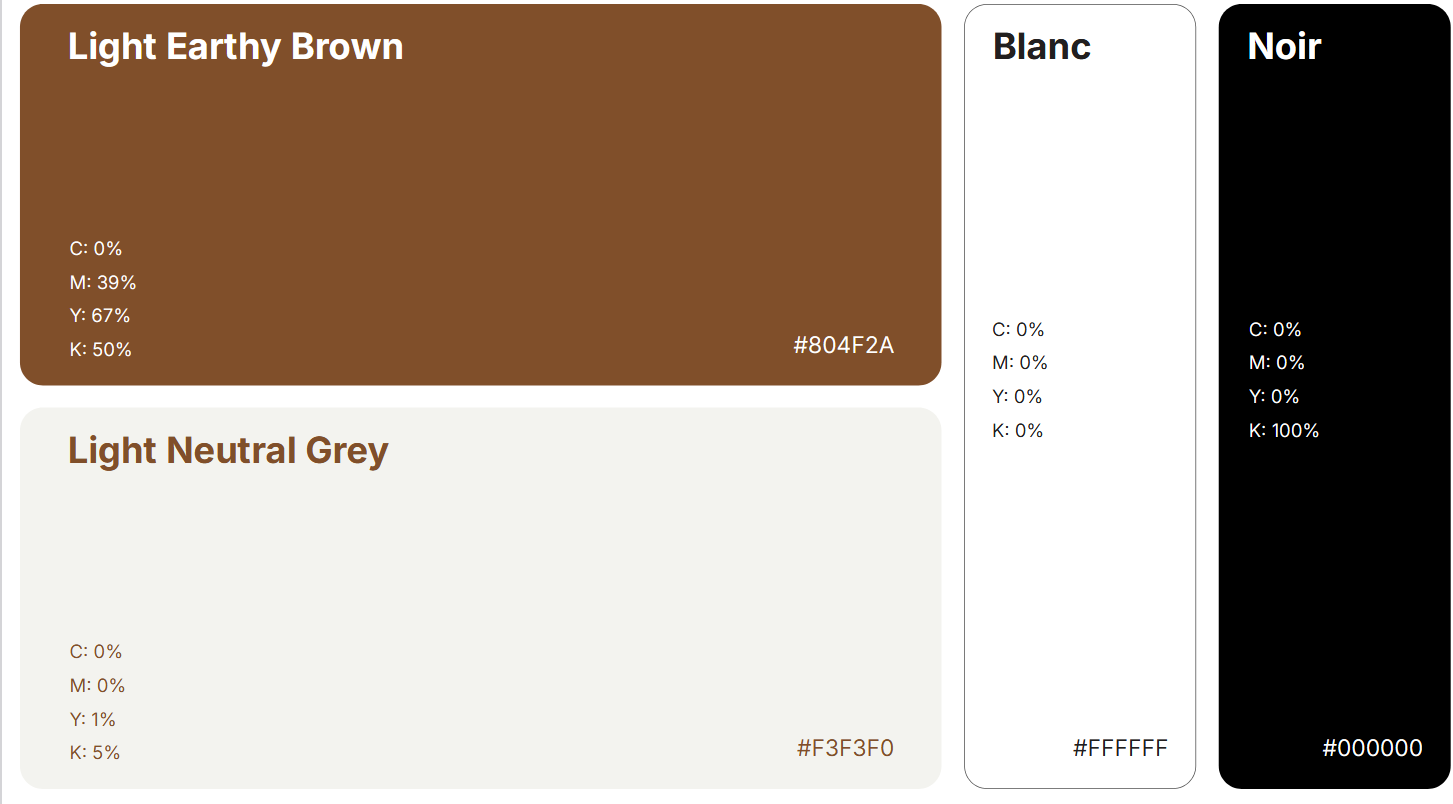 Light Earthy Brown
C: 0%
M: 39%
Y: 67%
K: 50%
#804F2A
Light Neutral Grey
C: 0%
M: 0%
Y: 1%
K: 5%
#F3F3F0
Blanc
C: 0%
M: 0%
Y: 0%
K: 0%
#FFFFFF
Noir
C: 0%
M: 0%
Y: 0%
K: 100%
#000000